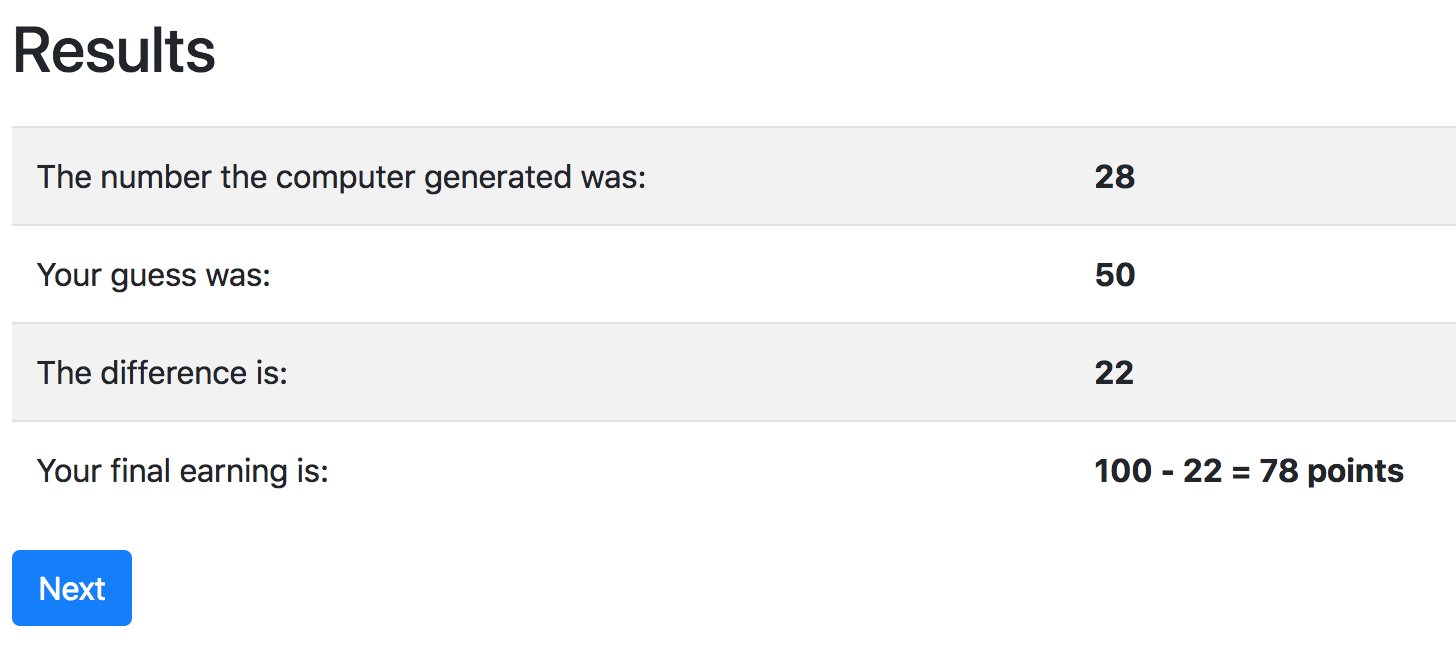 Results
The number the computer generated was: 28
Your guess was: 50
The difference is: 22
Your final earning is: 100 - 22 = 78 points
Next